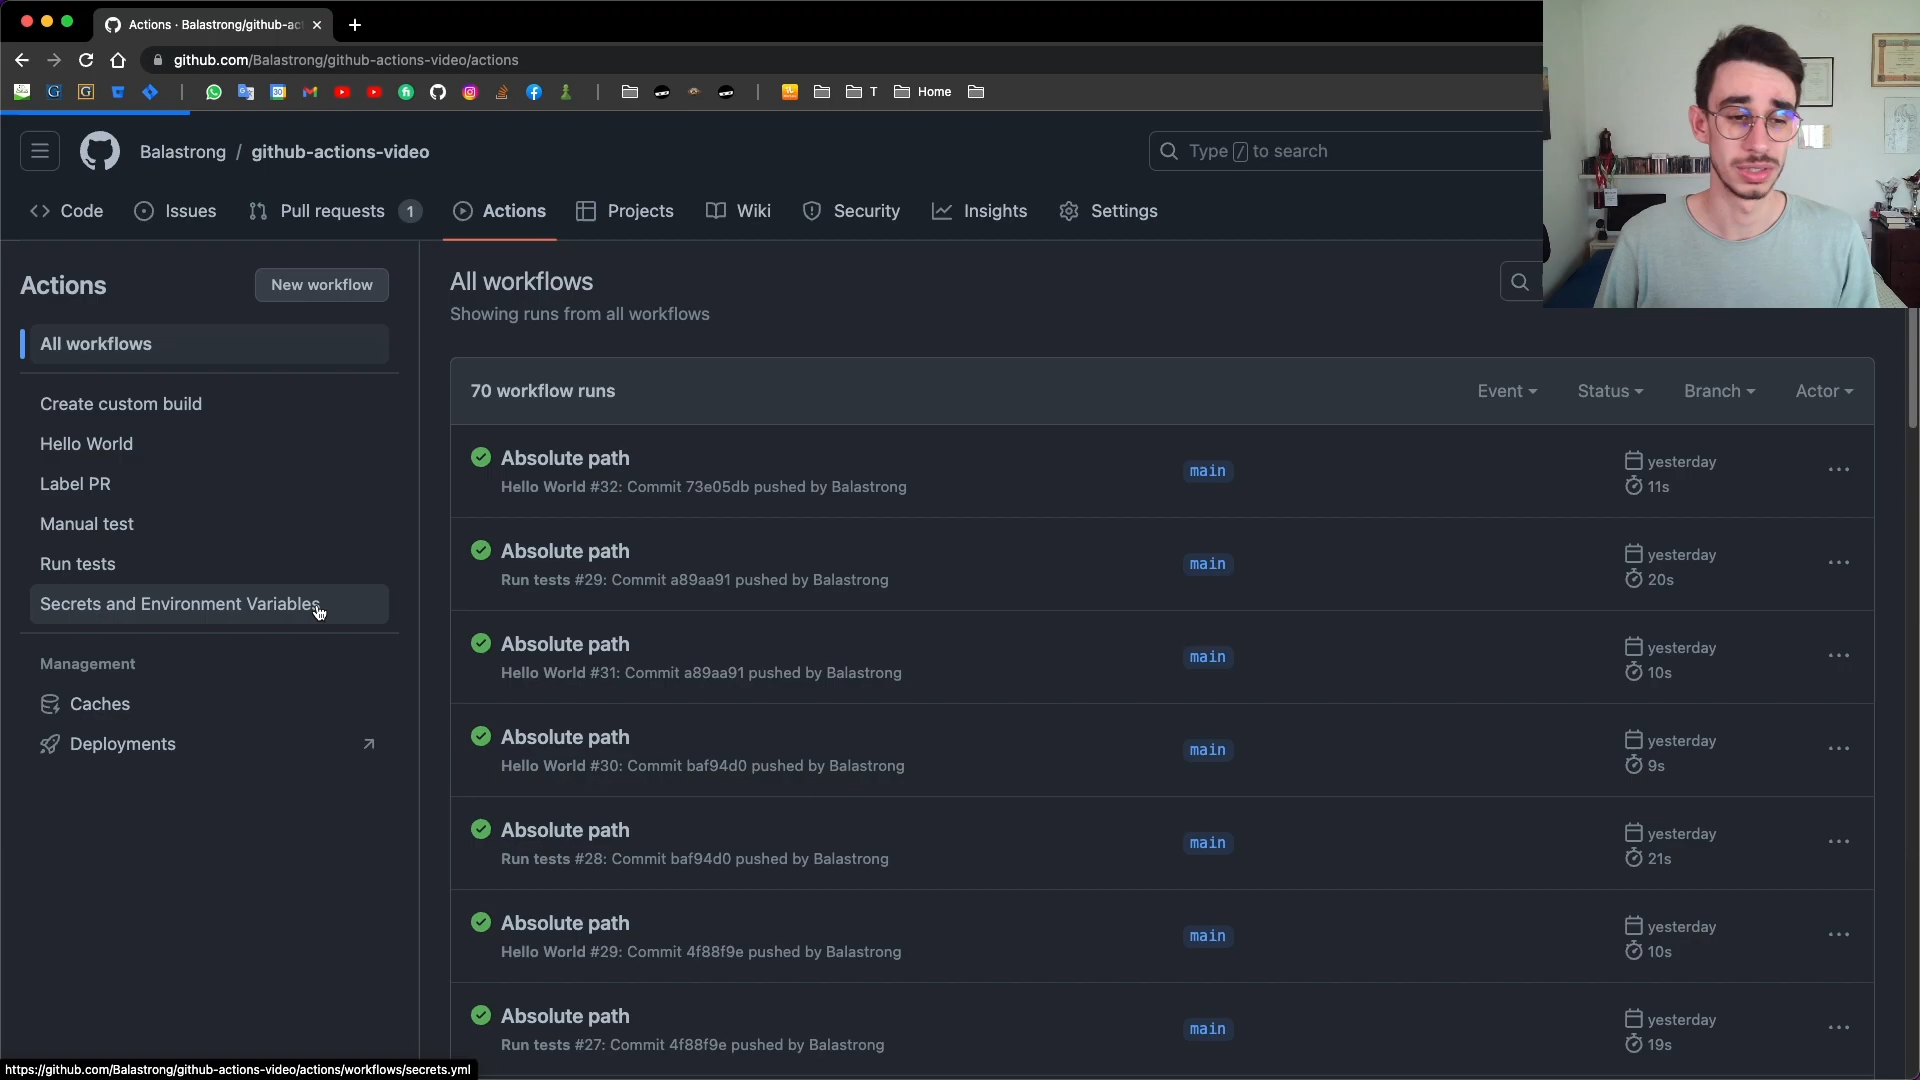 Actions · Balastrong/github-ac
github.com/Balastrong/github-actions-video/actions
T
Home
Balastrong / github-actions-video
Type / to search
Code
Issues
Pull requests 1
Actions
Projects
Wiki
Security
Insights
Settings
Actions
New workflow
All workflows
Create custom build
Hello World
Label PR
Manual test
Run tests
Secrets and Environment Variables
Management
Caches
Deployments
All workflows
Showing runs from all workflows
70 workflow runs
Event
Status
Branch
Actor
Absolute path
Hello World #32: Commit 73e05db pushed by Balastrong
main
yesterday
11s
Absolute path
Run tests #29: Commit a89aa91 pushed by Balastrong
main
yesterday
20s
Absolute path
Hello World #31: Commit a89aa91 pushed by Balastrong
main
yesterday
10s
Absolute path
Hello World #30: Commit baf94d0 pushed by Balastrong
main
yesterday
9s
Absolute path
Run tests #28: Commit baf94d0 pushed by Balastrong
main
yesterday
21s
Absolute path
Hello World #29: Commit 4f88f9e pushed by Balastrong
main
yesterday
10s
Absolute path
Run tests #27: Commit 4f88f9e pushed by Balastrong
main
yesterday
19s
https://github.com/Balastrong/github-actions-video/actions/workflows/secrets.yml